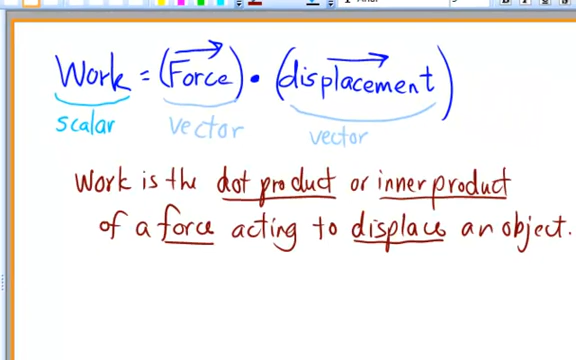 Work = (Force) • (displacement)
scalar vector vector
Work is the dot product or inner product
of a force acting to displace an object.